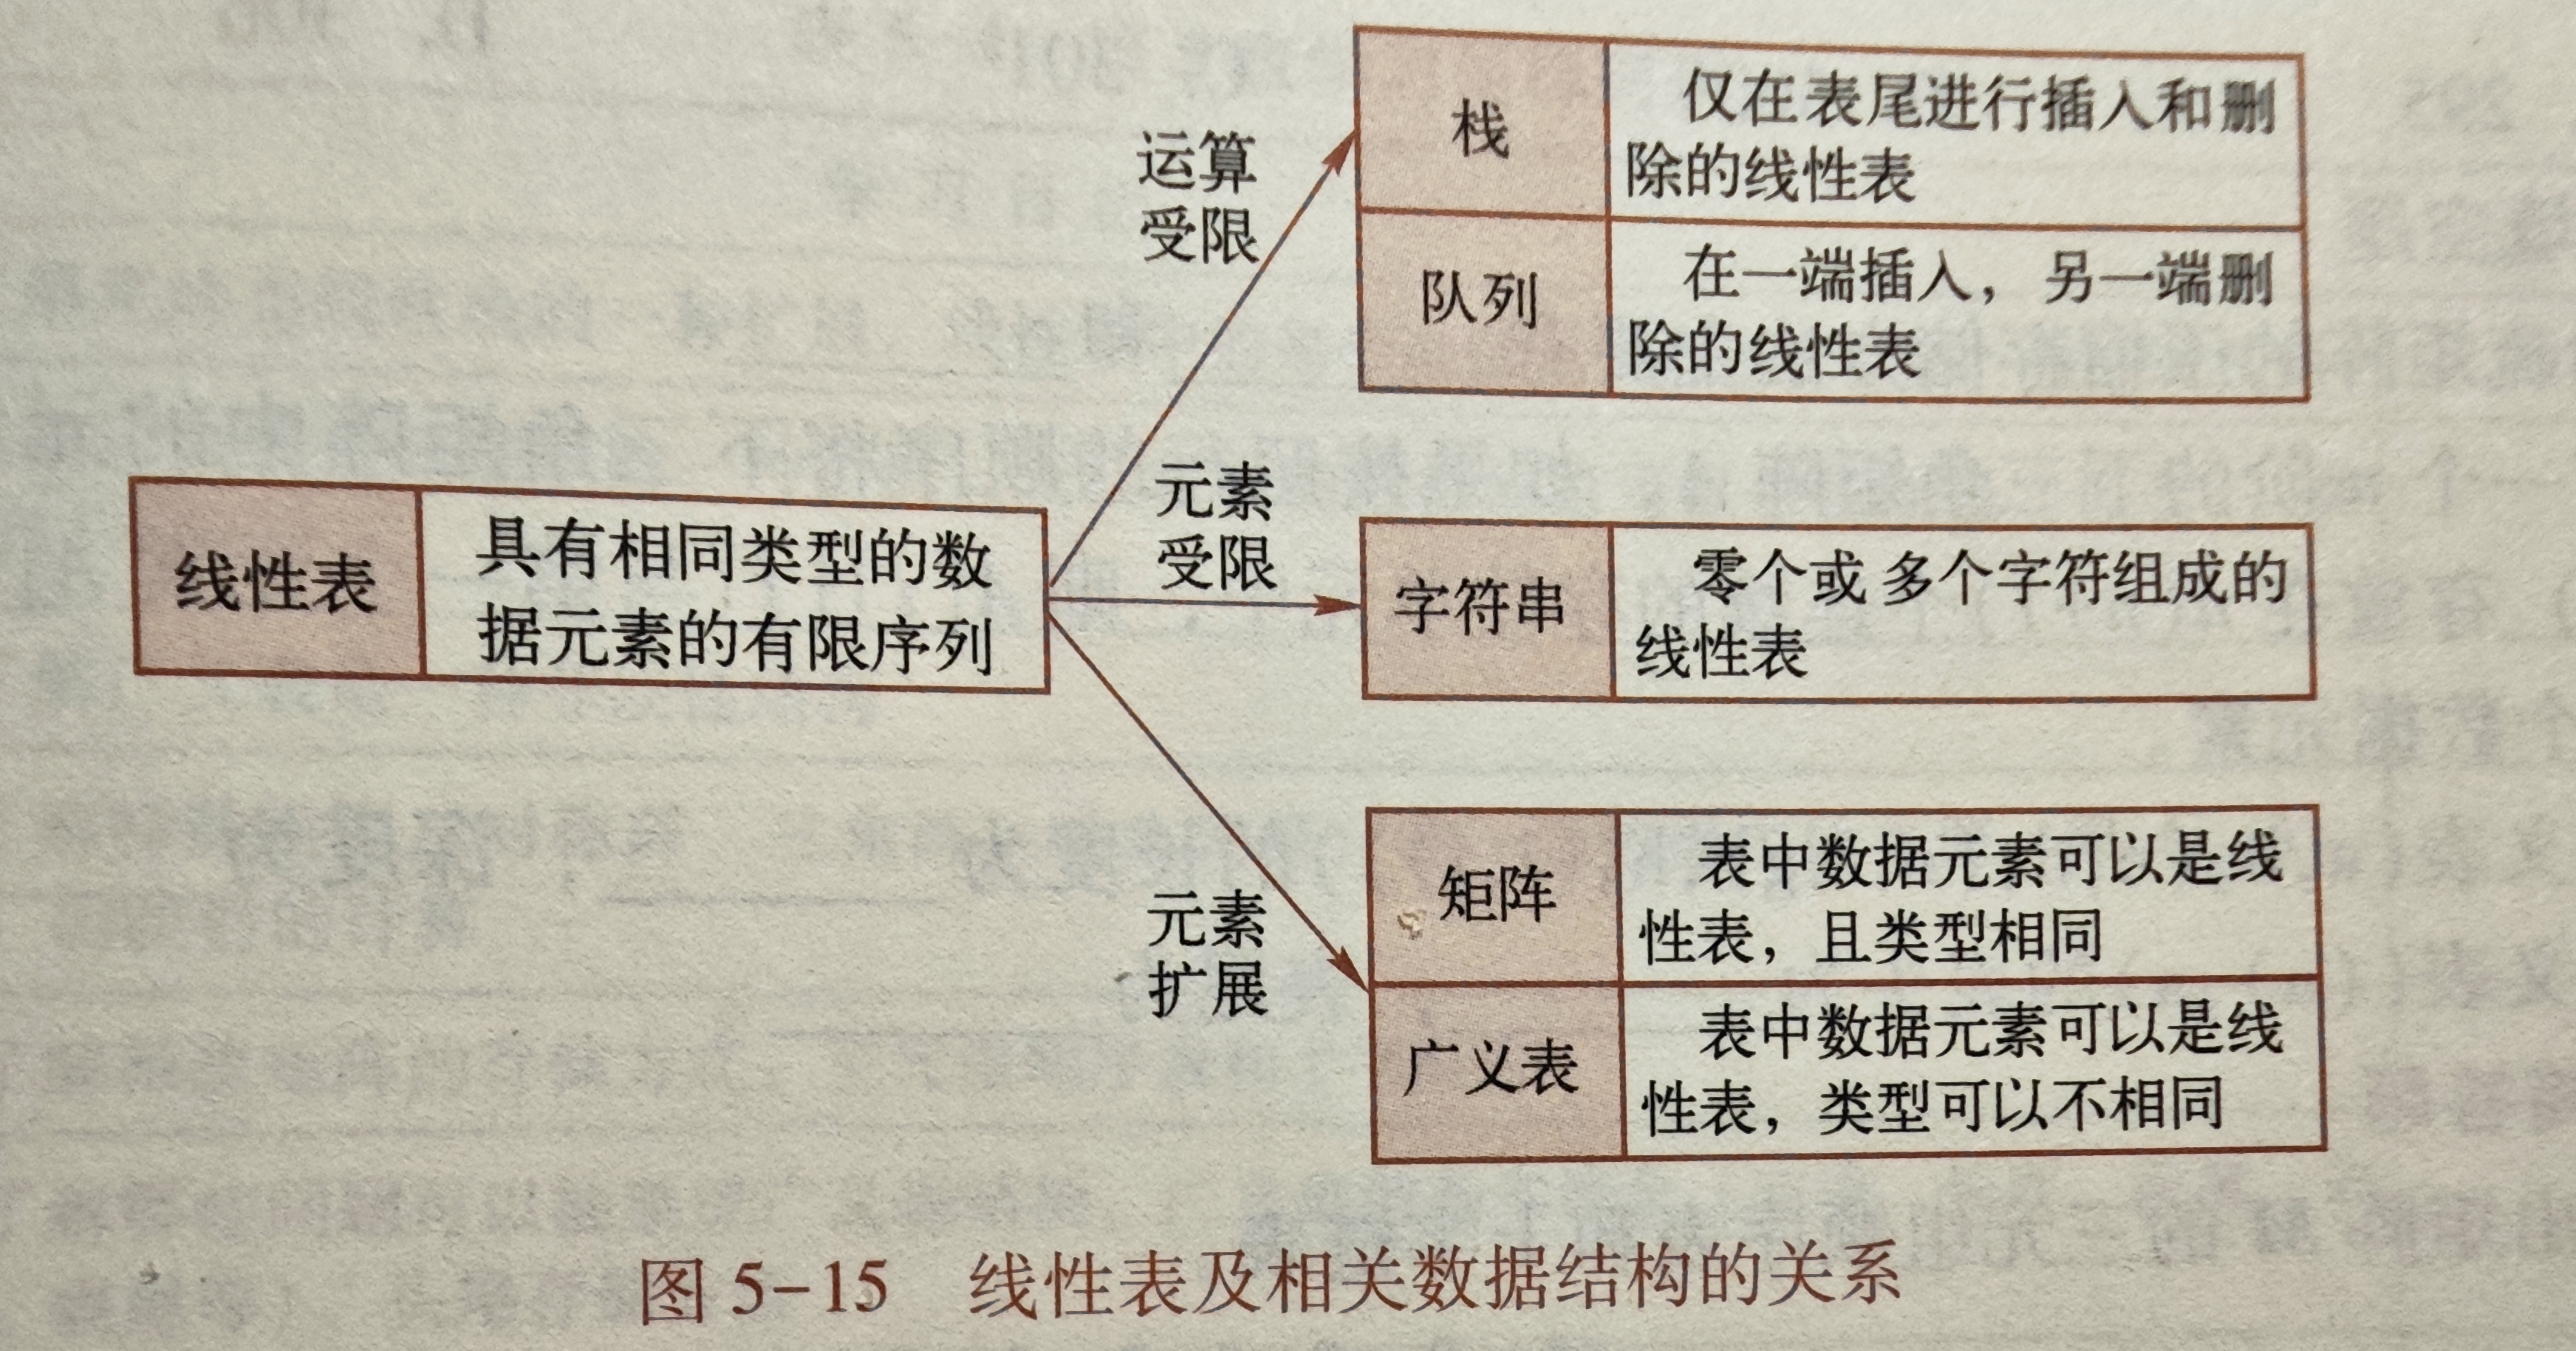 运算
受限
栈
仅在表尾进行插入和删
除的线性表
队列
在一端插入，另一端删
除的线性表
线性表
具有相同类型的数
据元素的有限序列
元素
受限
字符串
零个或多个字符组成的
线性表
元素
扩展
矩阵
表中数据元素可以是线
性表，且类型相同
广义表
表中数据元素可以是线
性表，类型可以不相同
图 5-15 线性表及相关数据结构的关系